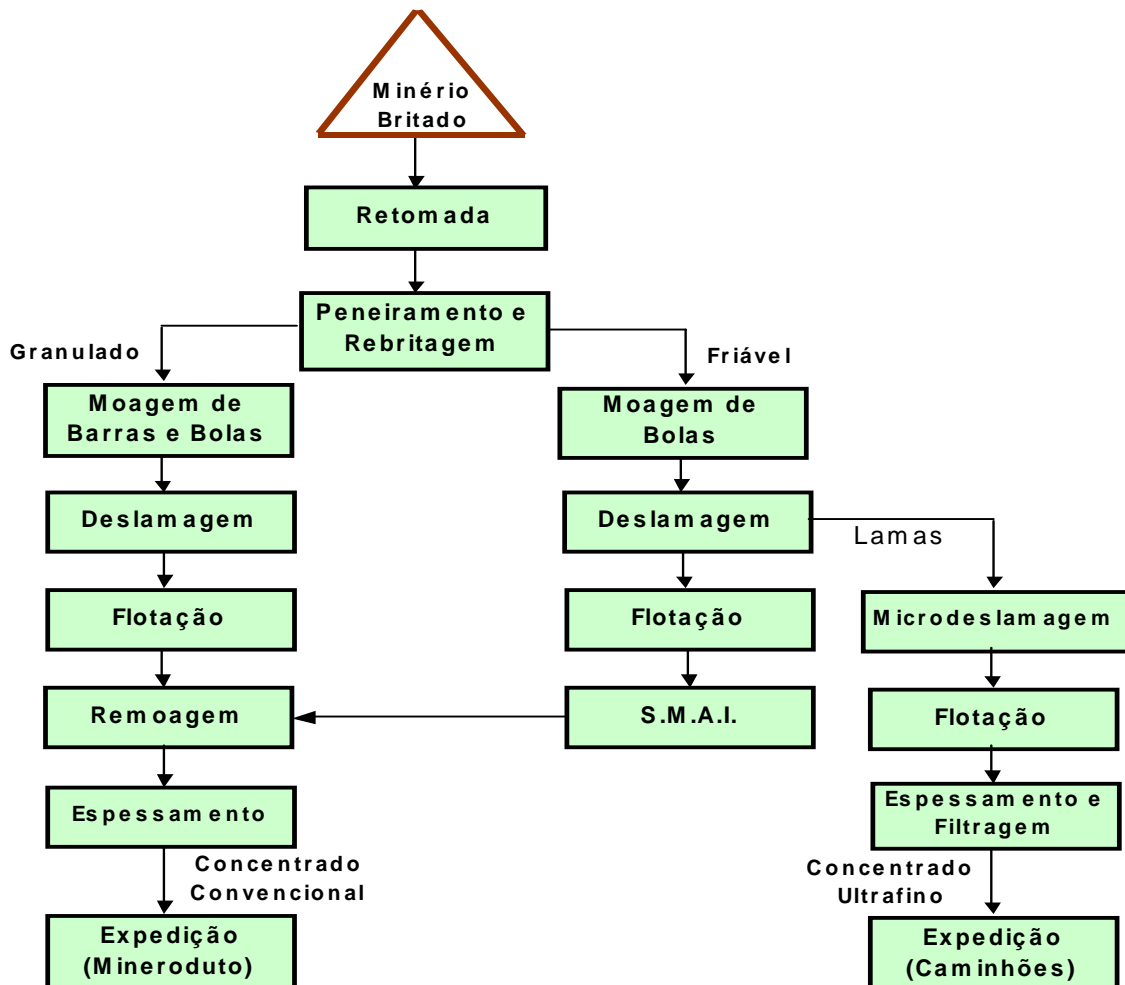 Minério
Britado
Retomada
Peneiramento e
Rebritagem
Granulado
Friável
Moagem de
Barras e Bolas
Moagem de
Bolas
Deslamagem
Deslamagem
Lamas
Flotação
Flotação
Microdeslamagem
Remoagem
S.M.A.I.
Flotação
Espessamento
Espessamento e
Filtragem
Concentrado
Convencional
Concentrado
Ultrafino
Expedição
(Mineroduto)
Expedição
(Caminhões)